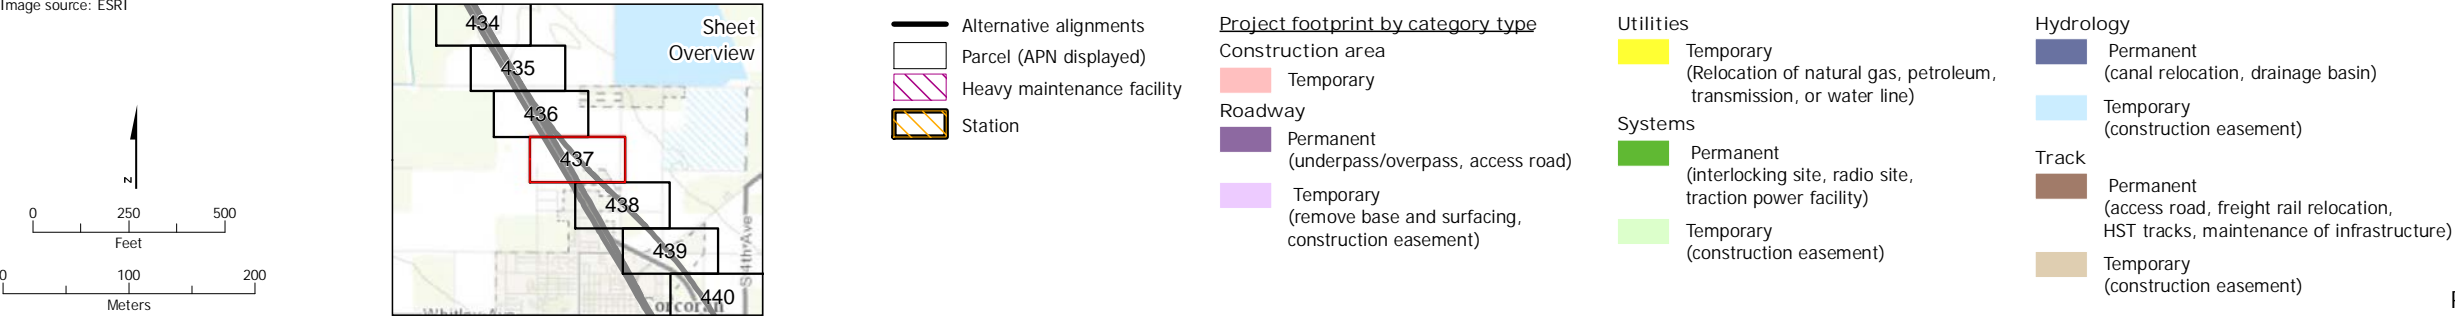 Image source: ESRI
z
0 250 500
Feet
0 100 200
Meters
Sheet
Overview
434
435
436
437
438
439
440
S 4th Ave
Corcoran
Whitley Ave
Alternative alignments
Parcel (APN displayed)
Heavy maintenance facility
Station
Project footprint by category type
Construction area
Temporary
Roadway
Permanent
(underpass/overpass, access road)
Temporary
(remove base and surfacing,
construction easement)
Utilities
Temporary
(Relocation of natural gas, petroleum,
transmission, or water line)
Systems
Permanent
(interlocking site, radio site,
traction power facility)
Temporary
(construction easement)
Hydrology
Permanent
(canal relocation, drainage basin)
Temporary
(construction easement)
Track
Permanent
(access road, freight rail relocation,
HST tracks, maintenance of infrastructure)
Temporary
(construction easement)